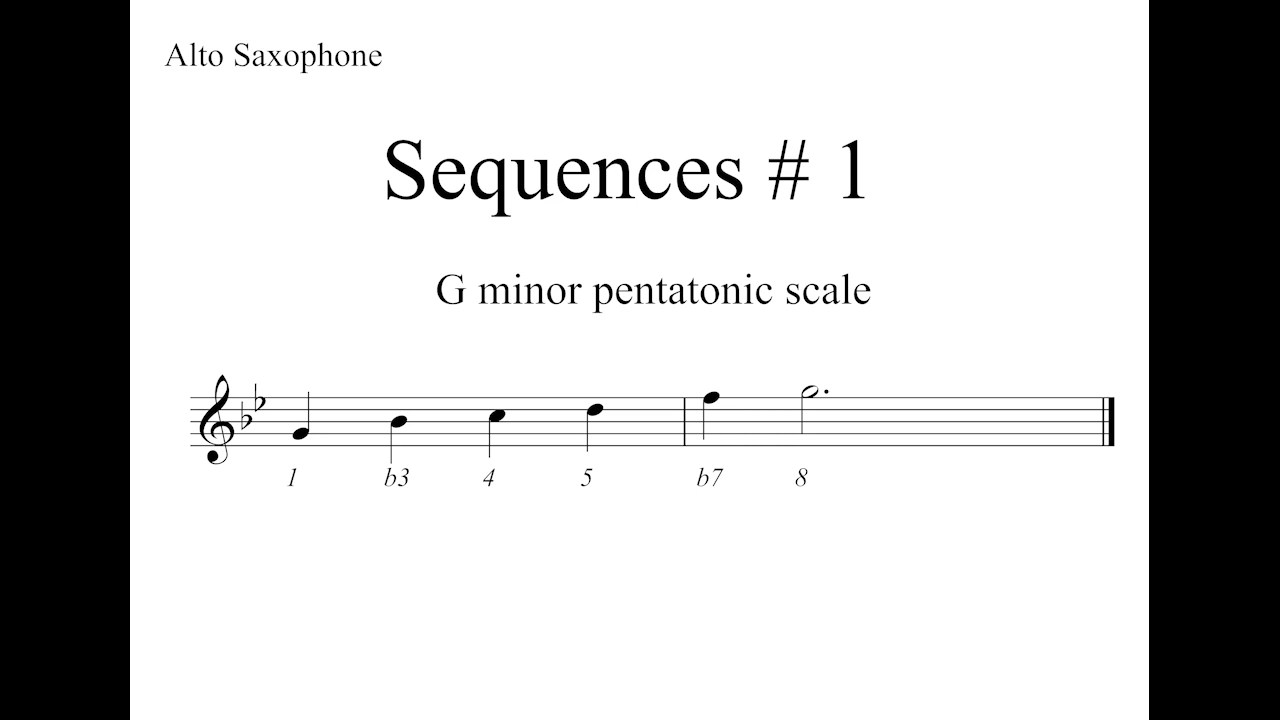 Alto Saxophone
Sequences # 1
G minor pentatonic scale
1 b3 4 5 b7 8